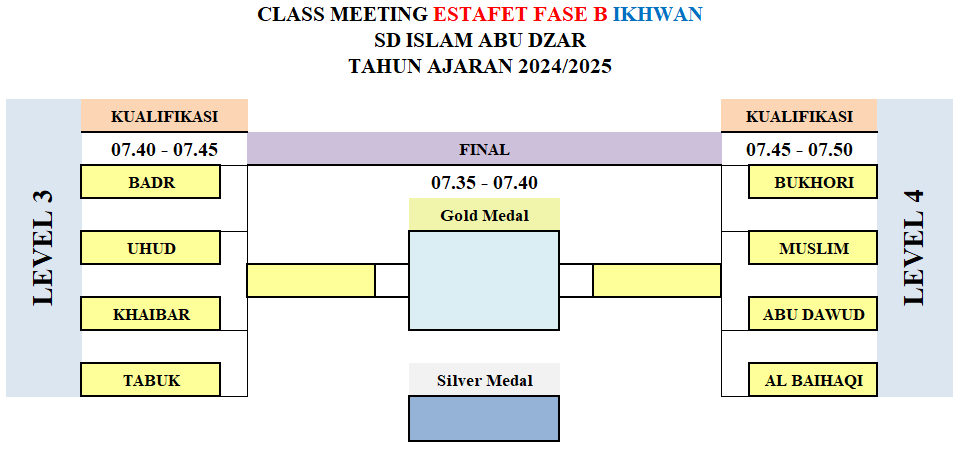 CLASS MEETING ESTAFET FASE B IKHWAN
SD ISLAM ABU DZAR
TAHUN AJARAN 2024/2025
LEVEL 3
KUALIFIKASI
07.40 - 07.45
BADR
UHUD
KHAIBAR
TABUK
FINAL
07.35 - 07.40
Gold Medal
Silver Medal
KUALIFIKASI
07.45 - 07.50
BUKHORI
MUSLIM
ABU DAWUD
AL BAIHAQI
LEVEL 4